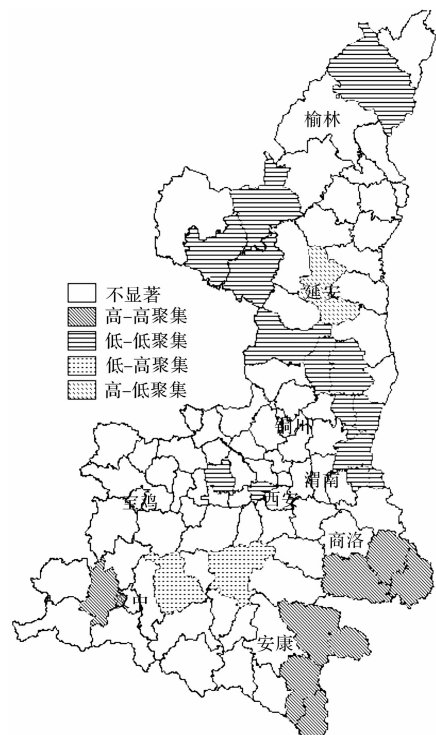 榆林
延安
不显著
高-高聚集
低-低聚集
低-高聚集
高-低聚集
铜川
渭南
宝鸡
西安
商洛
中
安康